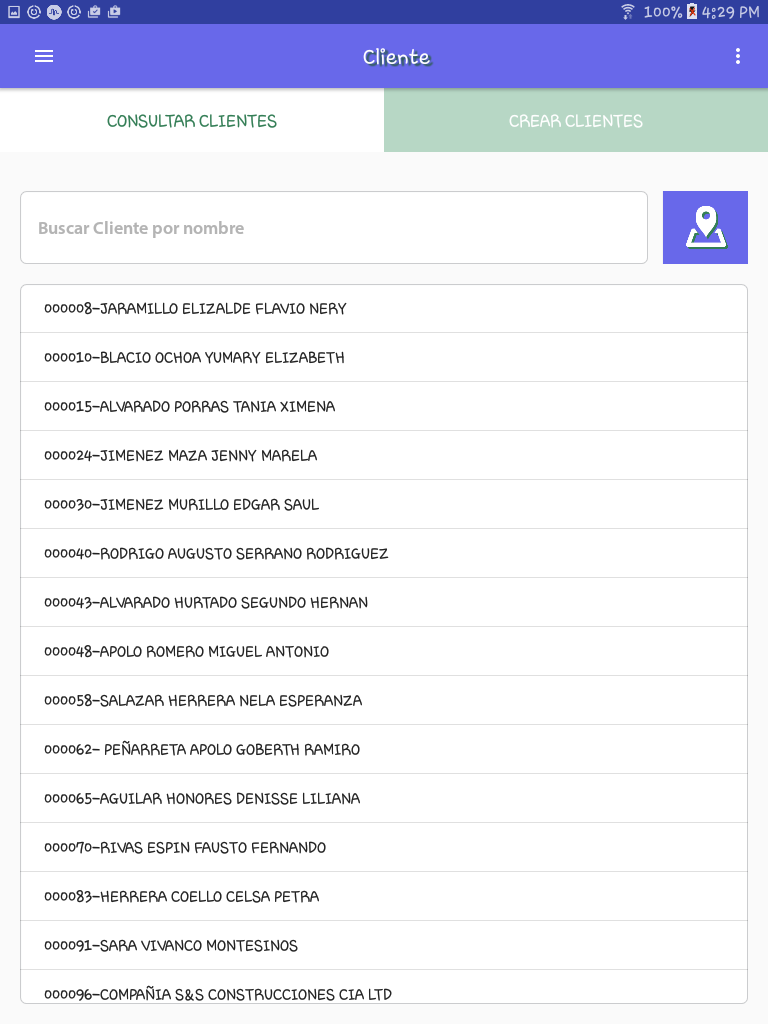 100% 4:29 PM
Cliente
CONSULTAR CLIENTES
CREAR CLIENTES
Buscar Cliente por nombre
000008-JARAMILLO ELIZALDE FLAVIO NERY
000010-BLACIO OCHOA YUMARY ELIZABETH
000015-ALVARADO PORRAS TANIA XIMENA
000024-JIMENEZ MAZA JENNY MARELA
000030-JIMENEZ MURILLO EDGAR SAUL
000040-RODRIGO AUGUSTO SERRANO RODRIGUEZ
000043-ALVARADO HURTADO SEGUNDO HERNAN
000048-APOLO ROMERO MIGUEL ANTONIO
000058-SALAZAR HERRERA NELA ESPERANZA
000062- PEÑARRETA APOLO GOBERTH RAMIRO
000065-AGUILAR HONORES DENISSE LILIANA
000070-RIVAS ESPIN FAUSTO FERNANDO
000083-HERRERA COELLO CELSA PETRA
000091-SARA VIVANCO MONTESINOS
000096-COMPAÑIA S&S CONSTRUCCIONES CIA LTD